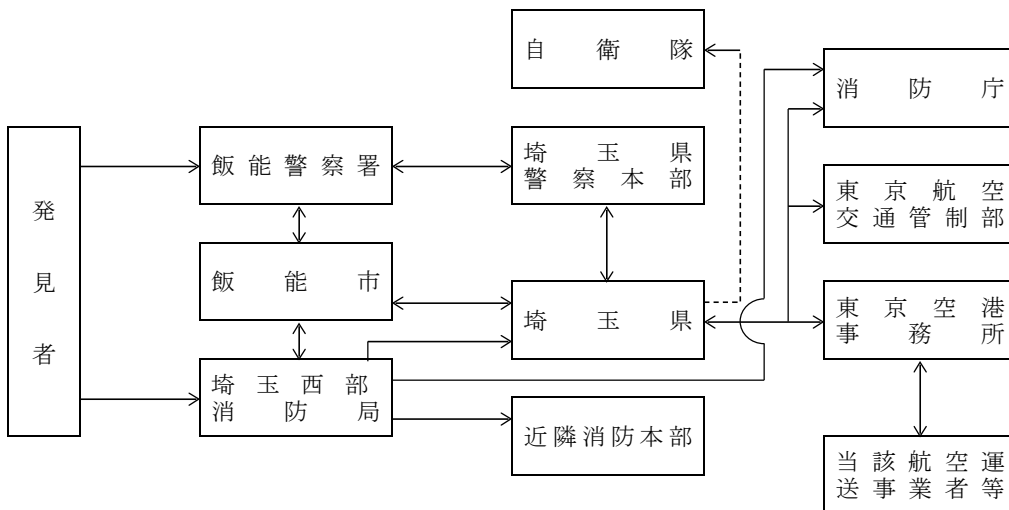 発見者
飯能警察署
飯能市
埼玉西部
消防局
自衛隊
埼玉県
警察本部
埼玉県
近隣消防本部
消防庁
東京航空
交通管制部
東京空港
事務所
当該航空運
送事業者等